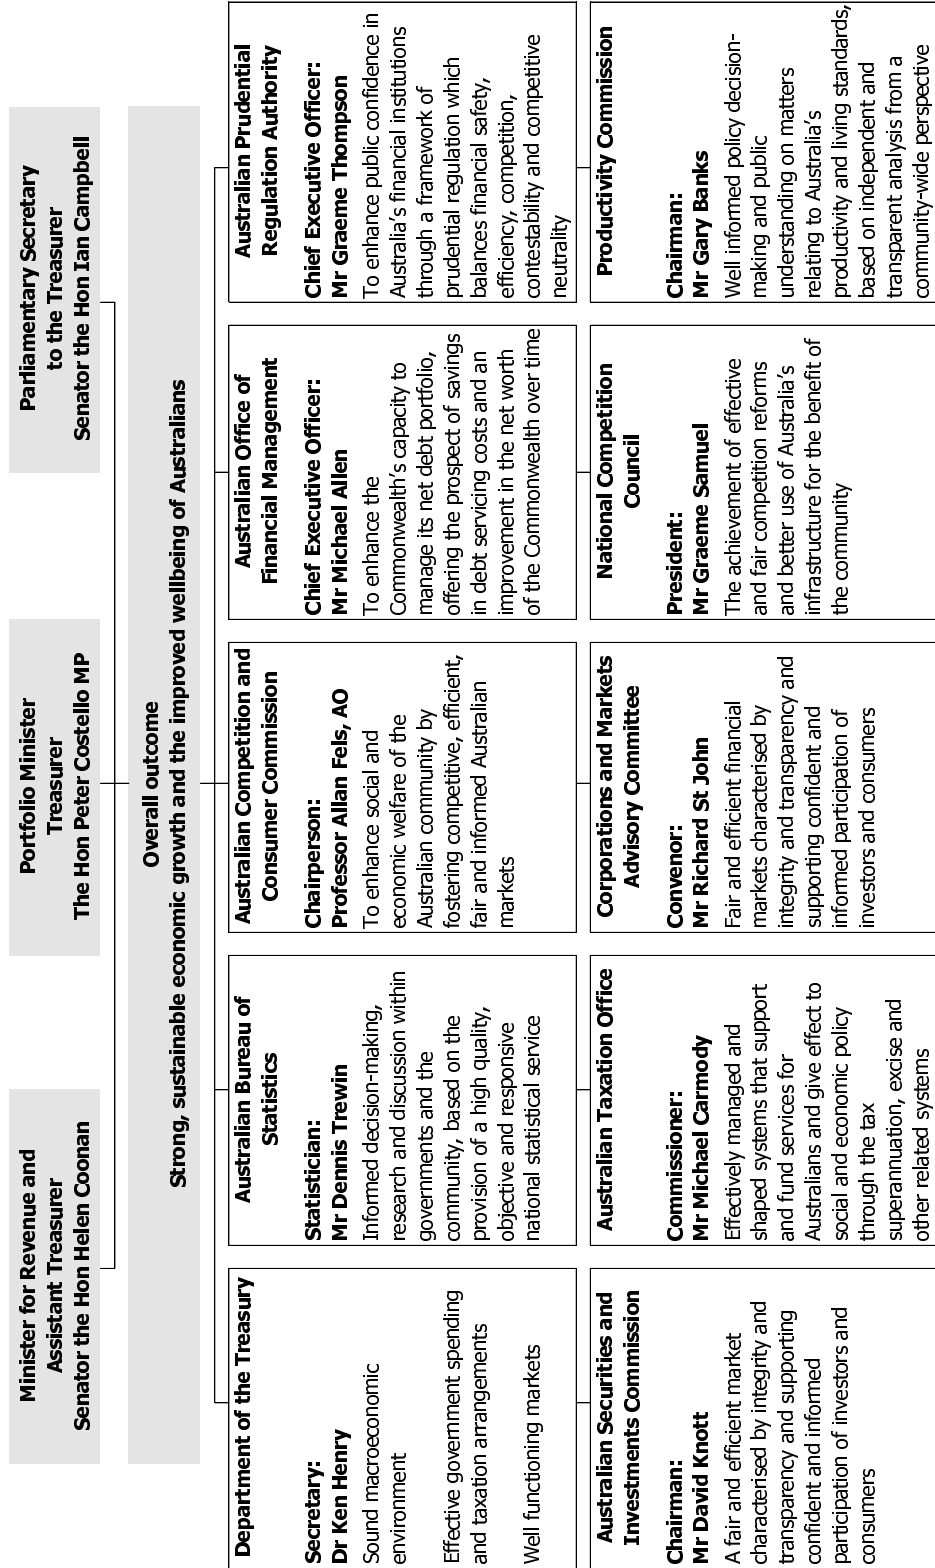 Minister for Revenue and
Assistant Treasurer
Senator the Hon Helen Coonan
Portfolio Minister
Treasurer
The Hon Peter Costello MP
Parliamentary Secretary
to the Treasurer
Senator the Hon Ian Campbell
Overall outcome
Strong, sustainable economic growth and the improved wellbeing of Australians
Department of the Treasury
Secretary:
Dr Ken Henry
Sound macroeconomic
environment
Effective government spending
and taxation arrangements
Well functioning markets
Australian Bureau of
Statistics
Statistician:
Mr Dennis Trewin
Informed decision-making,
research and discussion within
governments and the
community, based on the
provision of a high quality,
objective and responsive
national statistical service
Australian Competition and
Consumer Commission
Chairperson:
Professor Allan Fels, AO
To enhance social and
economic welfare of the
Australian community by
fostering competitive, efficient,
fair and informed Australian
markets
Australian Office of
Financial Management
Chief Executive Officer:
Mr Michael Allen
To enhance the
Commonwealth's capacity to
manage its net debt portfolio,
offering the prospect of savings
in debt servicing costs and an
improvement in the net worth
of the Commonwealth over time
Australian Prudential
Regulation Authority
Chief Executive Officer:
Mr Graeme Thompson
To enhance public confidence in
Australia's financial institutions
through a framework of
prudential regulation which
balances financial safety,
efficiency, competition,
contestability and competitive
neutrality
Australian Securities and
Investments Commission
Chairman:
Mr David Knott
A fair and efficient market
characterised by integrity and
transparency and supporting
confident and informed
participation of investors and
consumers
Australian Taxation Office
Commissioner:
Mr Michael Carmody
Effectively managed and
shaped systems that support
and fund services for
Australians and give effect to
social and economic policy
through the tax
superannuation, excise and
other related systems
Corporations and Markets
Advisory Committee
Convenor:
Mr Richard St John
Fair and efficient financial
markets characterised by
integrity and transparency and
supporting confident and
informed participation of
investors and consumers
National Competition
Council
President:
Mr Graeme Samuel
The achievement of effective
and fair competition reforms
and better use of Australia's
infrastructure for the benefit of
the community
Productivity Commission
Chairman:
Mr Gary Banks
Well informed policy decision-
making and public
understanding on matters
relating to Australia's
productivity and living standards,
based on independent and
transparent analysis from a
community-wide perspective